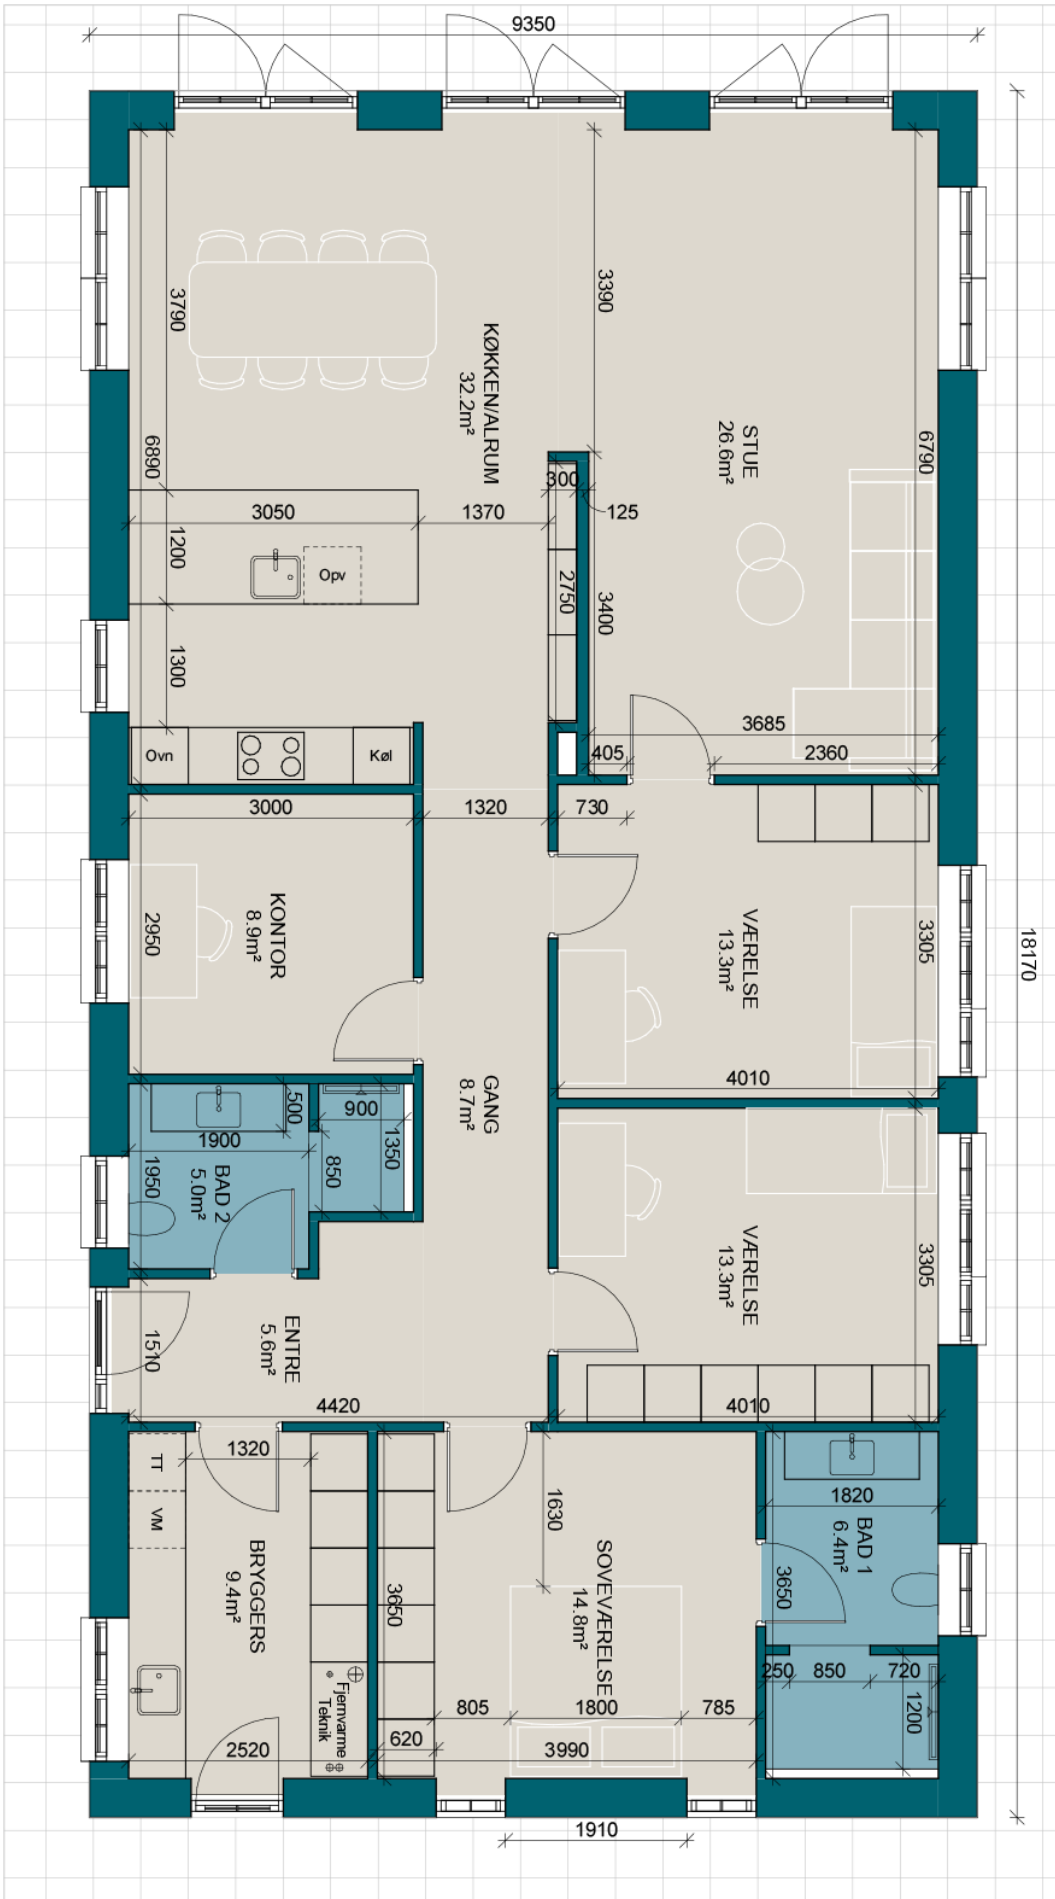 9350
3790
3390
KØKKEN/ALRUM
32.2m²
STUE
26.6m²
6890
6790
300
125
3050
1370
1200
Opv
2750
3400
1300
3685
Ovn
Køl
405
2360
3000
1320
730
KONTOR
8.9m²
2950
VÆRELSE
13.3m²
3305
18170
4010
GANG
8.7m²
500
900
1350
1900
850
1950
BAD 2
5.0m²
VÆRELSE
13.3m²
3305
ENTRE
5.6m²
1510
4420
4010
TT
VM
1320
1630
1820
BAD 1
6.4m²
BRYGGERS
9.4m²
3650
SOVEVÆRELSE
14.8m²
3650
250
850
720
1200
Fjernvarme
Teknik
805
1800
785
620
2520
3990
1910